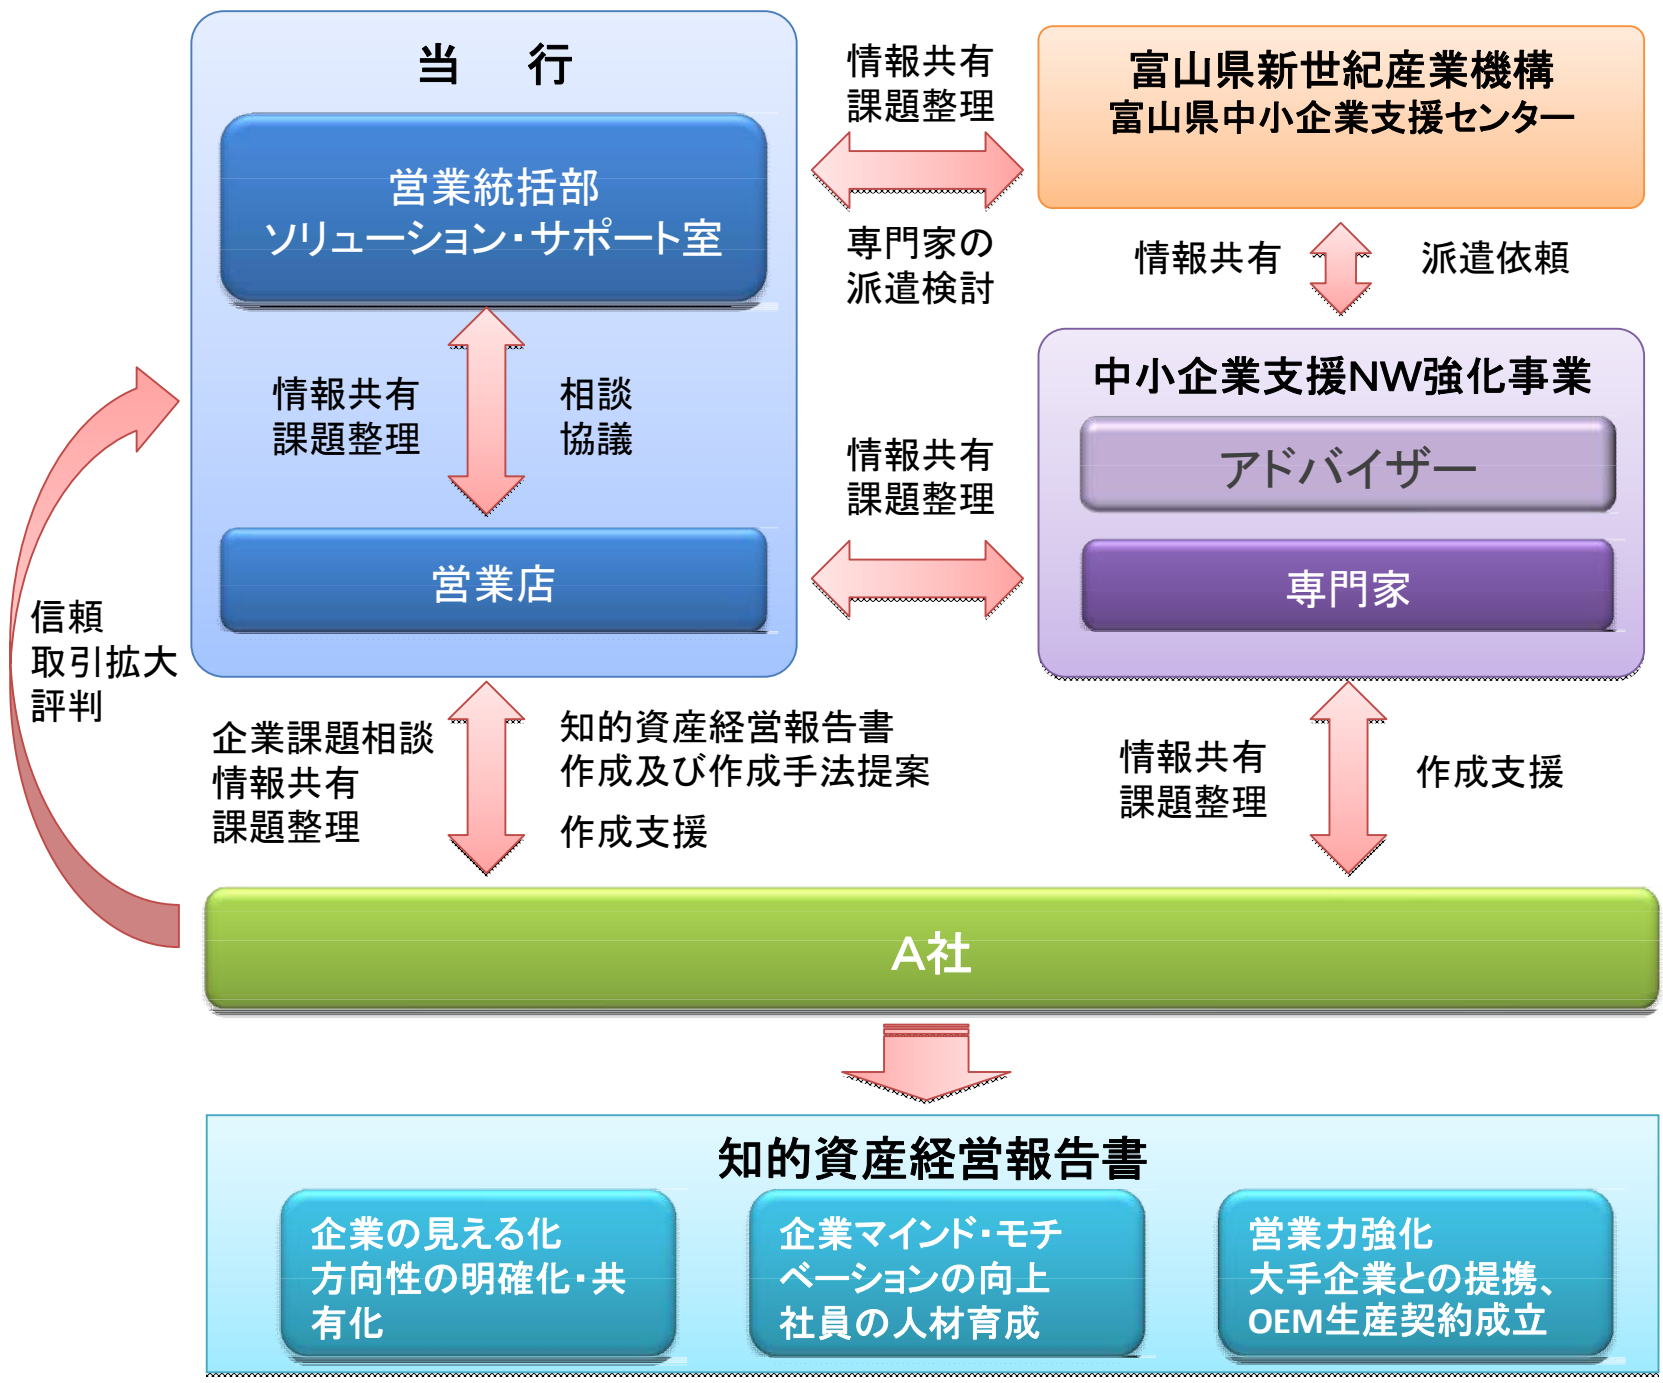 当 行
営業統括部
ソリューション・サポート室
情報共有
課題整理
相談
協議
営業店
情報共有
課題整理
専門家の
派遣検討
富山県新世紀産業機構
富山県中小企業支援センター
情報共有
派遣依頼
中小企業支援NW強化事業
アドバイザー
専門家
情報共有
課題整理
信頼
取引拡大
評判
企業課題相談
情報共有
課題整理
知的資産経営報告書
作成及び作成手法提案
作成支援
情報共有
課題整理
作成支援
A社
知的資産経営報告書
企業の見える化
方向性の明確化・共
有化
企業マインド・モチ
ベーションの向上
社員の人材育成
営業力強化
大手企業との提携、
OEM生産契約成立